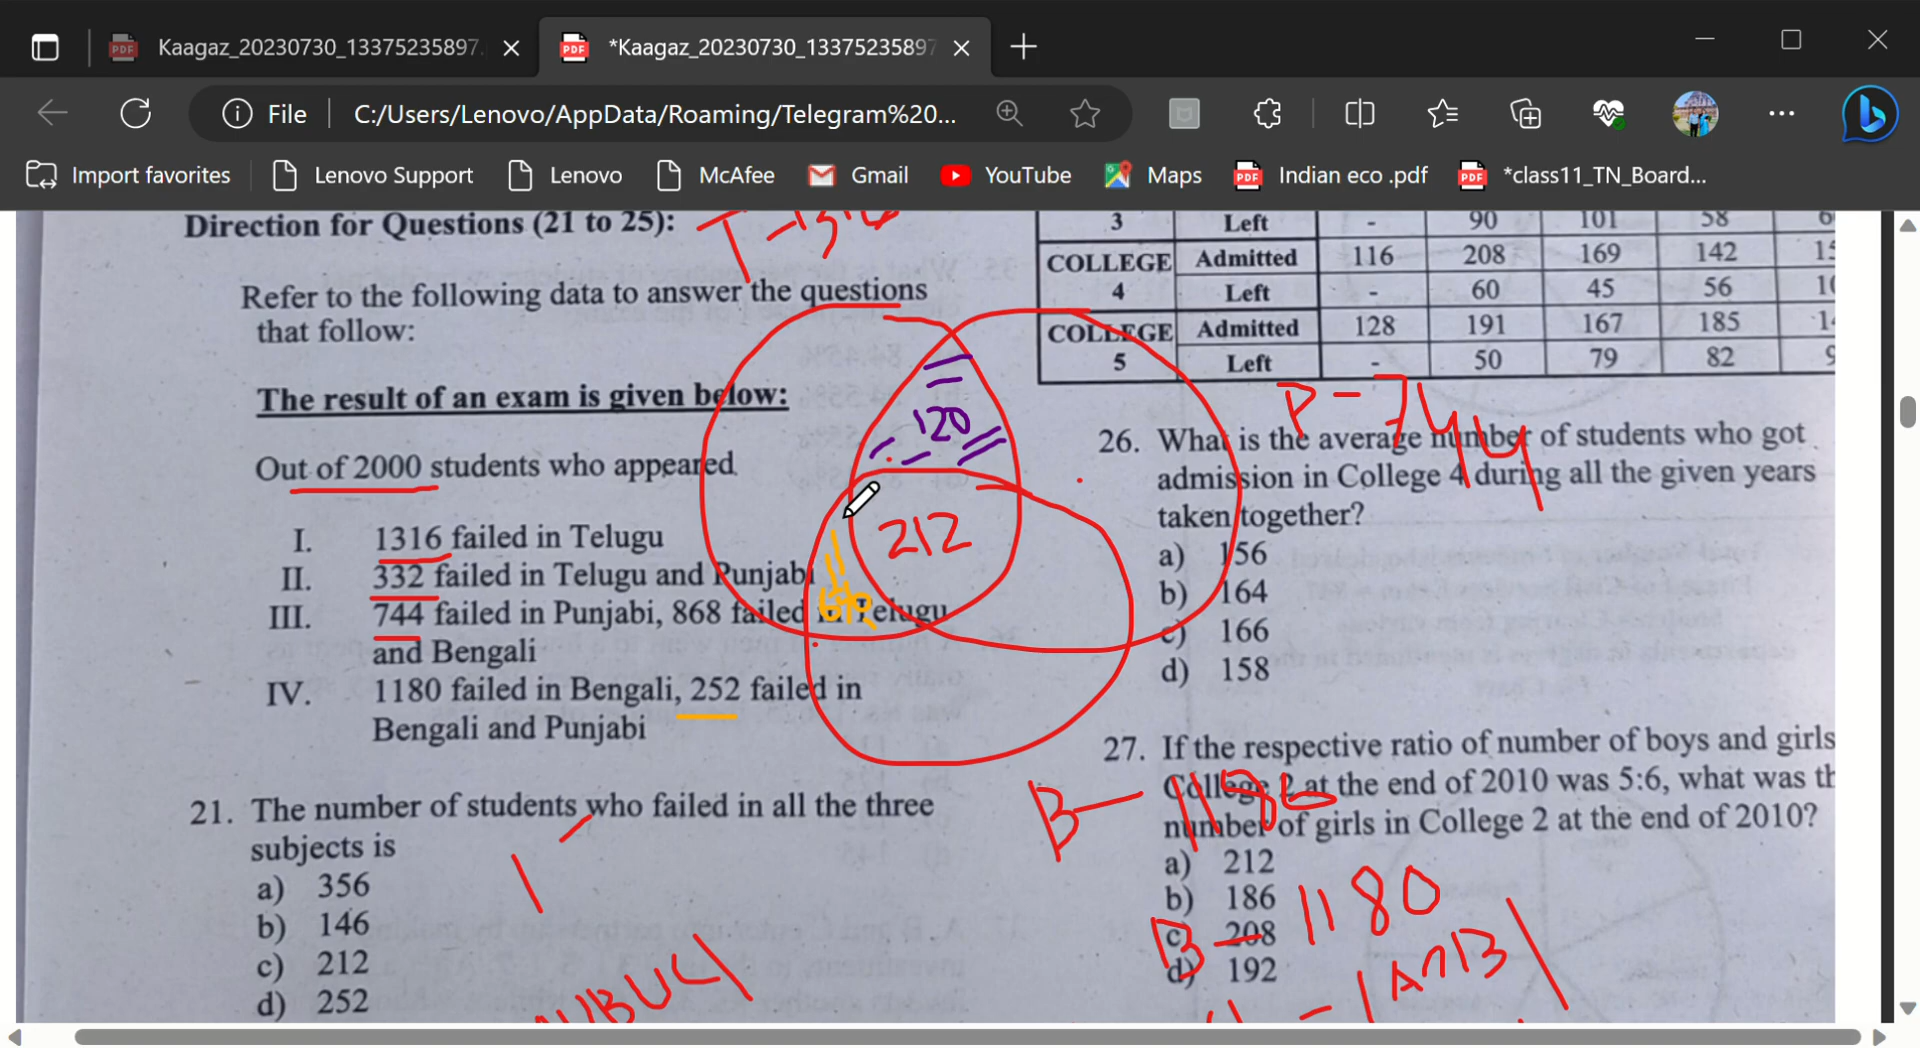 Kaagaz_20230730_13375235897
*Kaagaz_20230730_13375235897
File
C:/Users/Lenovo/AppData/Roaming/Telegram%20...
Import favorites
Lenovo Support
Lenovo
McAfee
Gmail
YouTube
Maps
Indian eco .pdf
*class11_TN_Board...
Direction for Questions (21 to 25):
T-1316
Refer to the following data to answer the questions
that follow:
The result of an exam is given below:
Out of 2000 students who appeared
I. 1316 failed in Telugu
II. 332 failed in Telugu and Punjabi
III. 744 failed in Punjabi, 868 failed in Telugu
and Bengali
IV. 1180 failed in Bengali, 252 failed in
Bengali and Punjabi
120
212
21. The number of students who failed in all the three
subjects is
a) 356
b) 146
c) 212
d) 252
3 Left - 90 101 58
COLLEGE Admitted 116 208 169 142
4 Left - 60 45 56
COLLEGE Admitted 128 191 167 185
5 Left - 50 79 82
P-744
26. What is the average number of students who got
admission in College 4 during all the given years
taken together?
a) 156
b) 164
c) 166
d) 158
27. If the respective ratio of number of boys and girls
College 2 at the end of 2010 was 5:6, what was th
number of girls in College 2 at the end of 2010?
a) 212
b) 186
c) 208
d) 192
B-
B- 1180